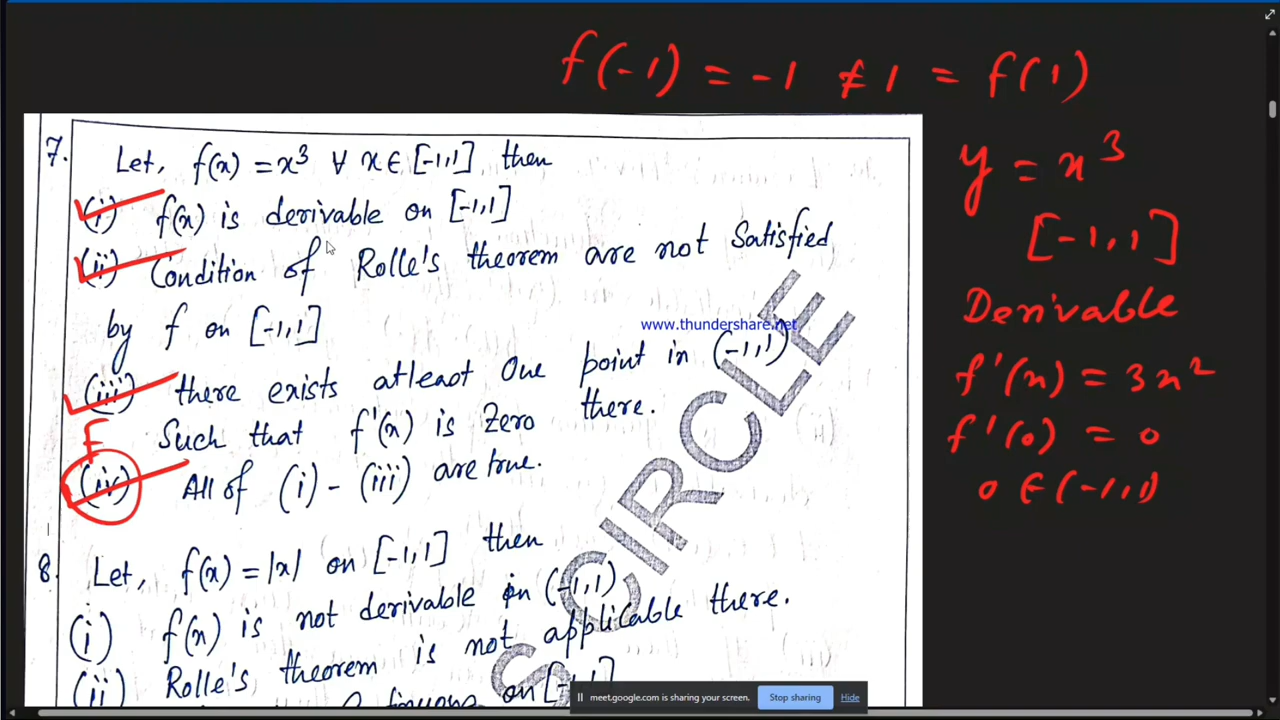 f(-1) = -1 ≠ 1 = f(1)
7. Let, f(x) = x³ ∀ x ∈ [-1,1] then
(i) f(x) is derivable on [-1,1]
(ii) Condition of Rolle's theorem are not Satisfied
by f on [-1,1]
(iii) there exists atleast One point in (-1,1)
F Such that f'(x) is Zero there.
(iv) All of (i) - (iii) are true.
8. Let, f(x) = |x| on [-1,1] then
(i) f(x) is not derivable in (-1,1)
(ii) Rolle's theorem is not applicable there.
on [-1,1]
y = x³
[-1,1]
Derivable
f'(x) = 3x²
f'(0) = 0
0 ∈ (-1,1)
www.thundershare.net
CIRCLE
meet.google.com is sharing your screen.
Stop sharing
Hide